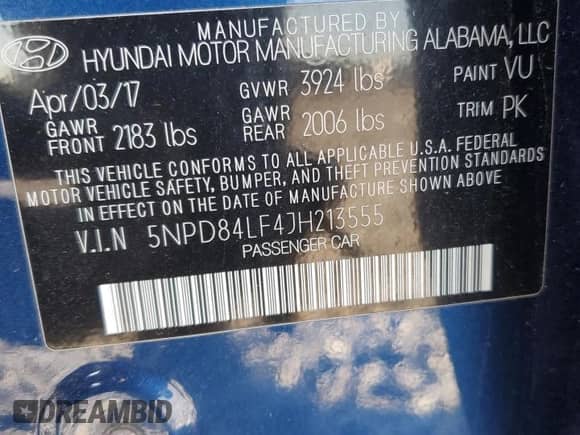 MANUFACTURED BY
HYUNDAI MOTOR MANUFACTURING ALABAMA, LLC
Apr/03/17 GVWR 3924 lbs PAINT VU
GAWR FRONT 2183 lbs GAWR REAR 2006 lbs TRIM PK
THIS VEHICLE CONFORMS TO ALL APPLICABLE U.S.A. FEDERAL
MOTOR VEHICLE SAFETY, BUMPER, AND THEFT PREVENTION STANDARDS
IN EFFECT ON THE DATE OF MANUFACTURE SHOWN ABOVE.
V.I.N 5NPD84LF4JH213555
PASSENGER CAR
DREAMBID